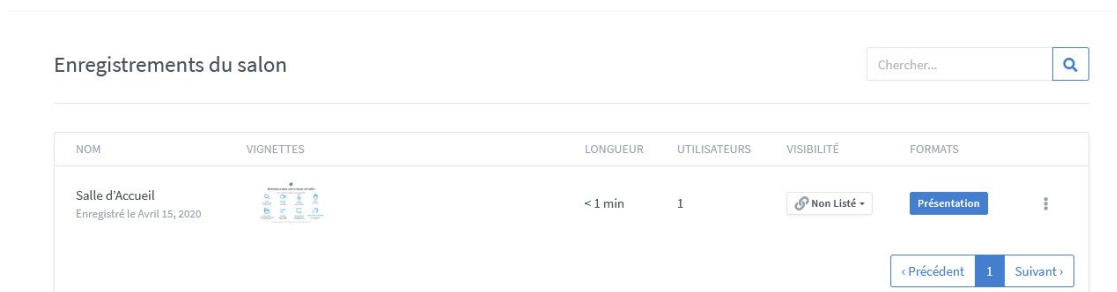 Enregistrements du salon
Chercher...
NOM VIGNETTES LONGUEUR UTILISATEURS VISIBILITÉ FORMATS
Salle d'Accueil < 1 min 1 Non Listé Présentation
Enregistré le Avril 15, 2020
‹ Précédent 1 Suivant ›